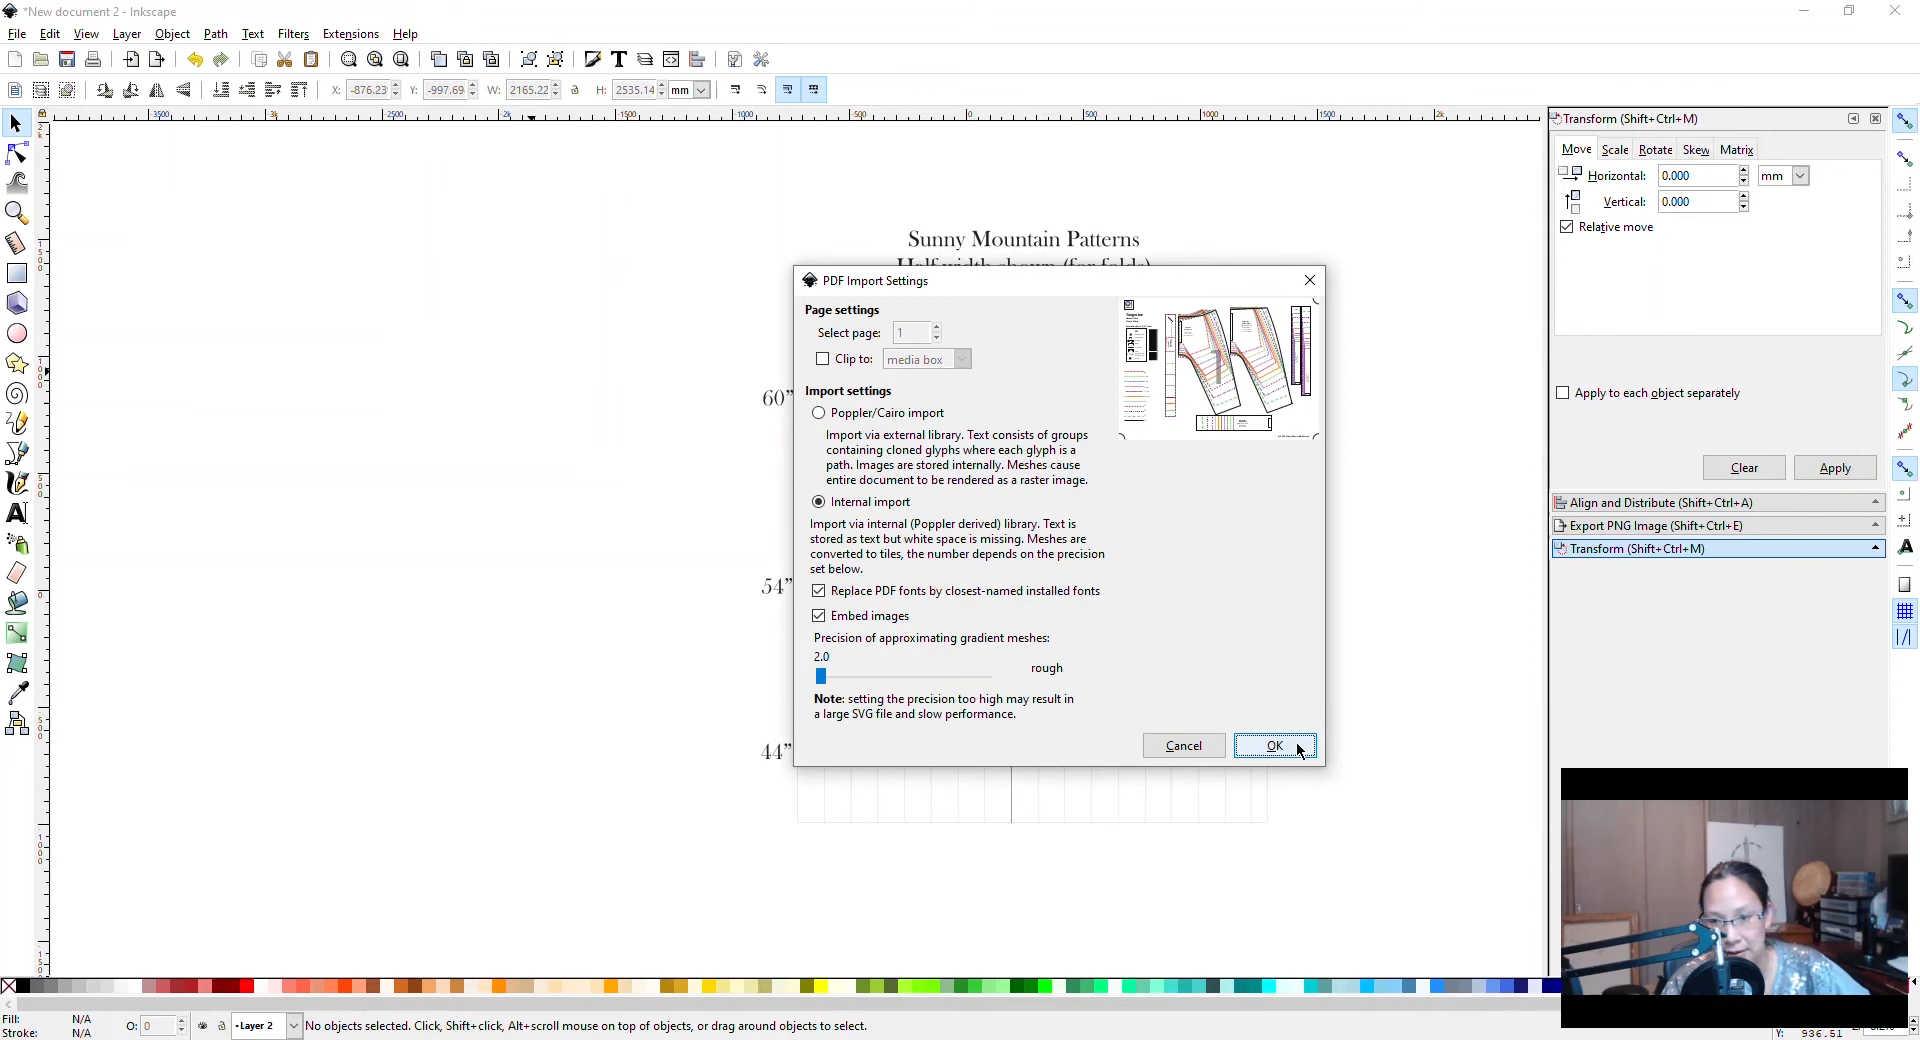 *New document 2 - Inkscape
File Edit View Layer Object Path Text Filters Extensions Help
X: -876.23 Y: -997.69 W: 2165.22 H: 2535.14 mm
Transform (Shift+Ctrl+M)
Move Scale Rotate Skew Matrix
Horizontal: 0.000 mm
Vertical: 0.000
Relative move
Apply to each object separately
Clear Apply
Align and Distribute (Shift+Ctrl+A)
Export PNG Image (Shift+Ctrl+E)
Transform (Shift+Ctrl+M)
Sunny Mountain Patterns
Half width shown (for folds)
60”
54”
44”
PDF Import Settings
Page settings
Select page: 1
Clip to: media box
Import settings
Poppler/Cairo import
Import via external library. Text consists of groups
containing cloned glyphs where each glyph is a
path. Images are stored internally. Meshes cause
entire document to be rendered as a raster image.
Internal import
Import via internal (Poppler derived) library. Text is
stored as text but white space is missing. Meshes are
converted to tiles, the number depends on the precision
set below.
Replace PDF fonts by closest-named installed fonts
Embed images
Precision of approximating gradient meshes:
2.0
rough
Note: setting the precision too high may result in
a large SVG file and slow performance.
Cancel OK
Fill: N/A
Stroke: N/A
O: 0
•Layer 2
No objects selected. Click, Shift+click, Alt+scroll mouse on top of objects, or drag around objects to select.
Y: 936.51